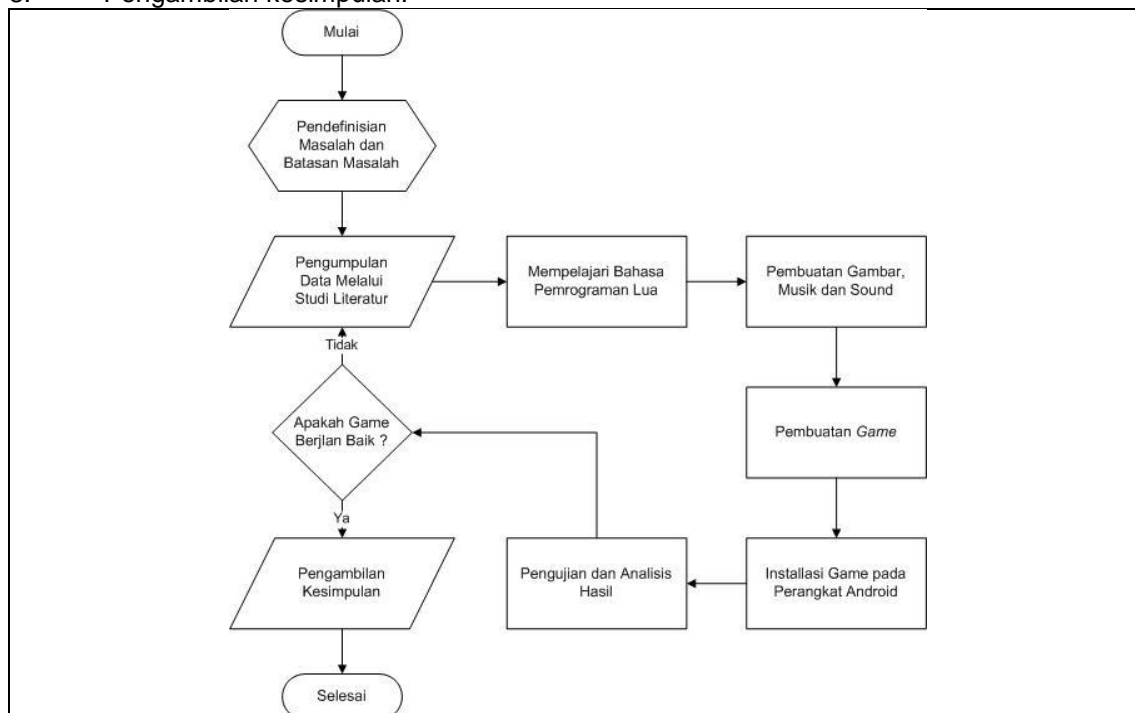 Pengambilan kesimpulan.
Mulai
Pendefinisian
Masalah dan
Batasan Masalah
Pengumpulan
Data Melalui
Studi Literatur
Mempelajari Bahasa
Pemrograman Lua
Pembuatan Gambar,
Musik dan Sound
Pembuatan Game
Installasi Game pada
Perangkat Android
Pengujian dan Analisis
Hasil
Apakah Game
Berjlan Baik ?
Tidak
Ya
Pengambilan
Kesimpulan
Selesai